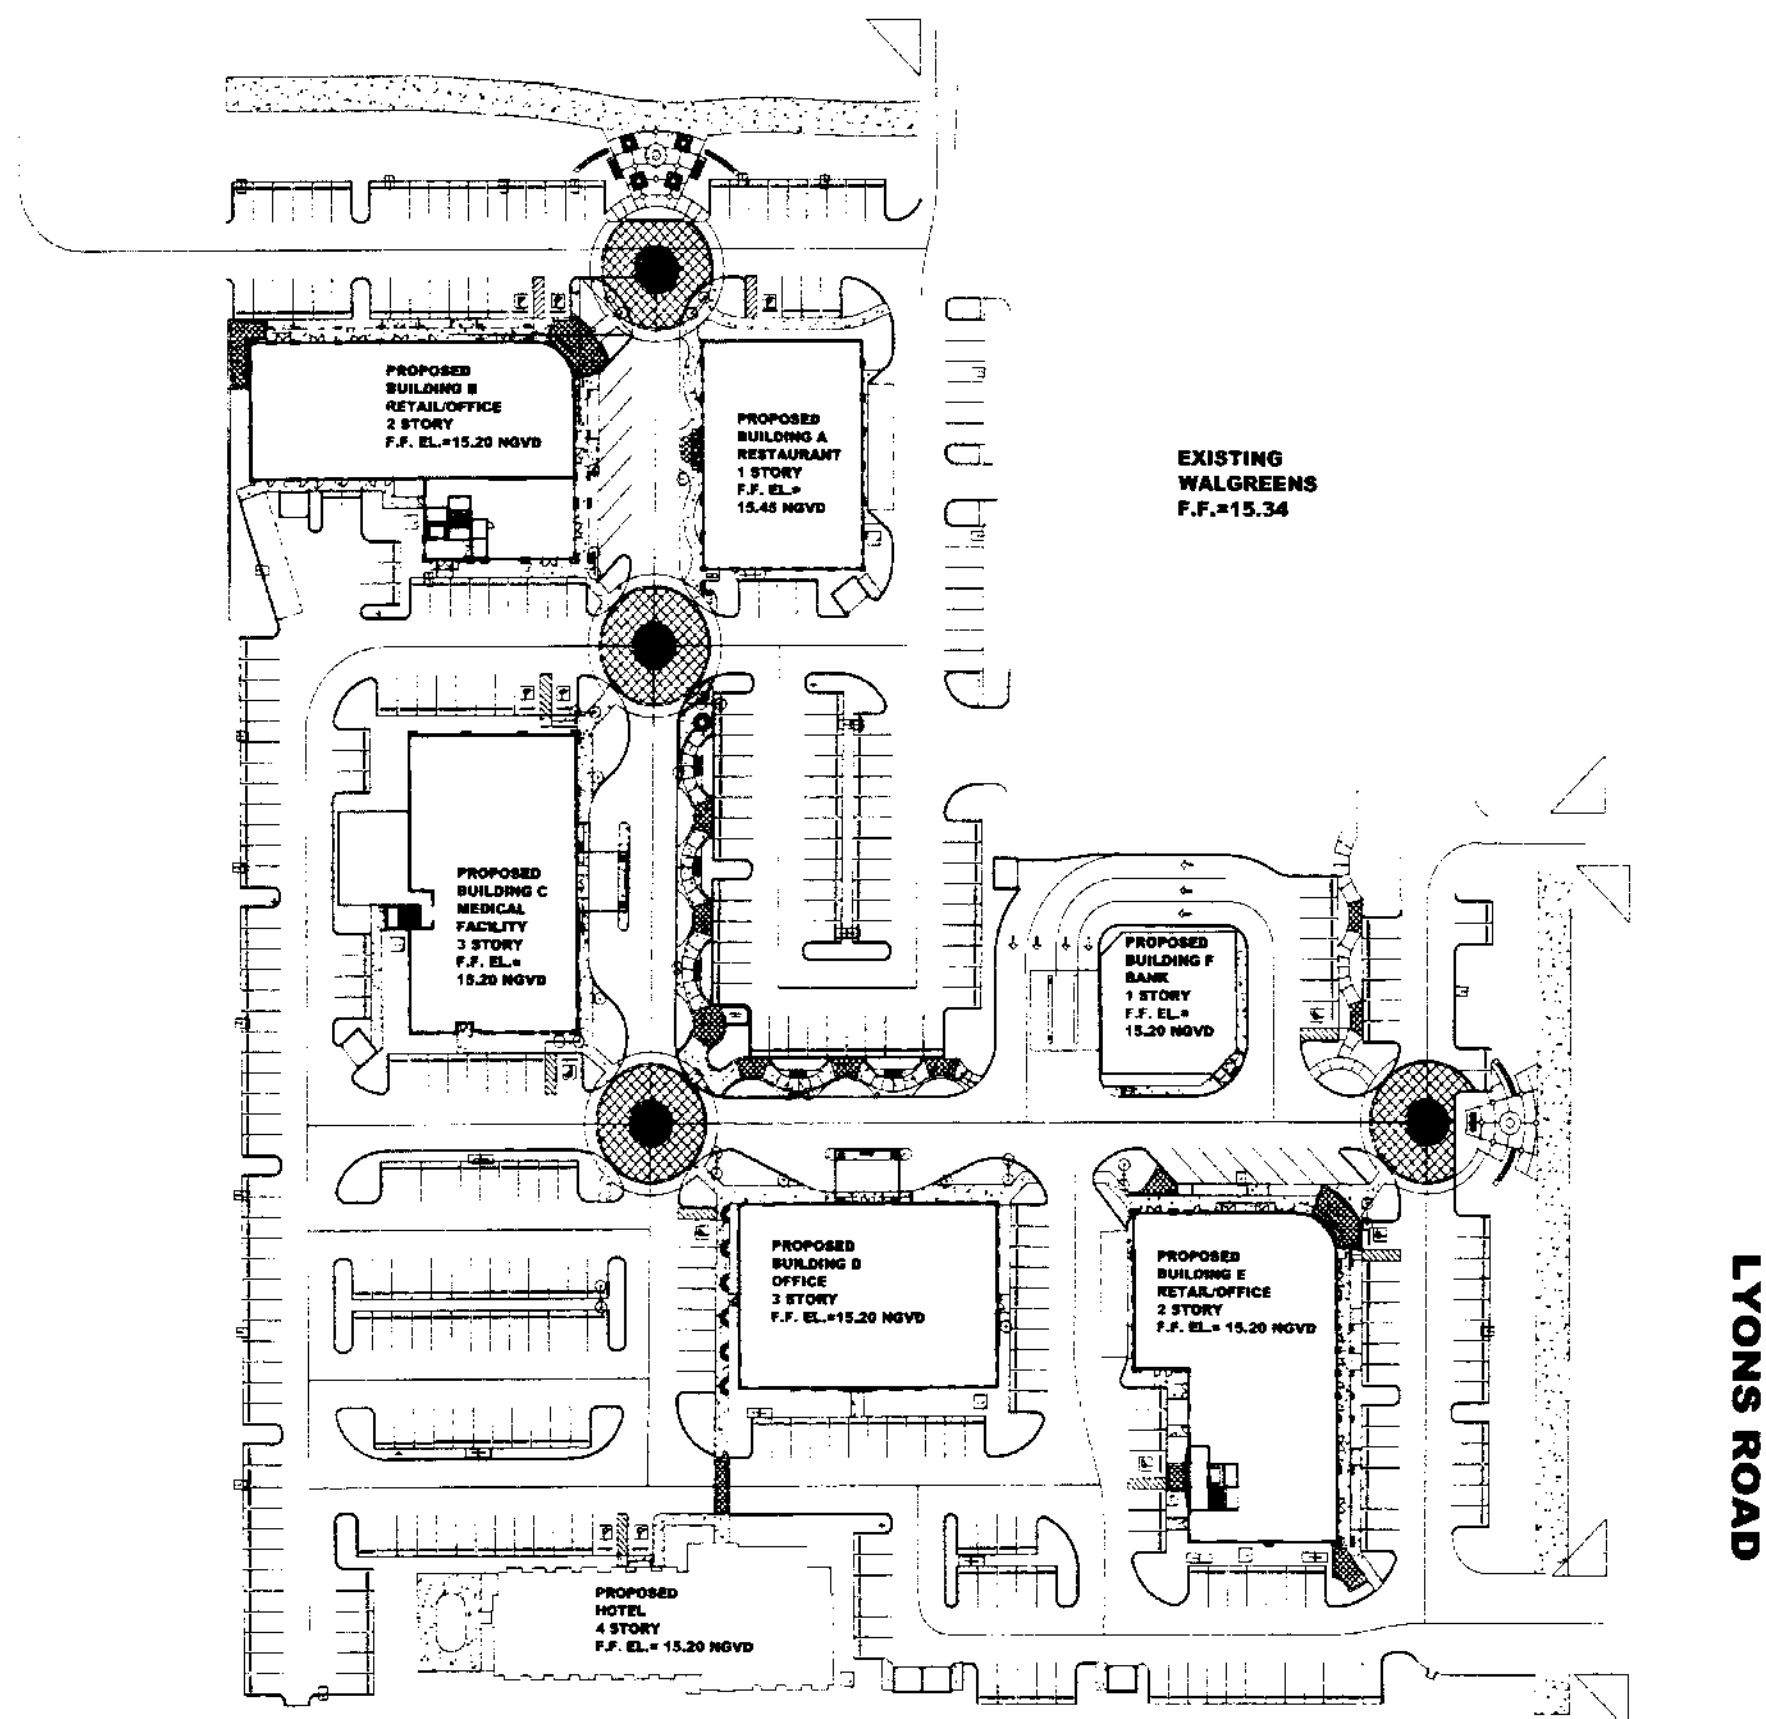 PROPOSED
BUILDING B
RETAIL/OFFICE
2 STORY
F.F. EL.=15.20 NGVD
PROPOSED
BUILDING A
RESTAURANT
1 STORY
F.F. EL.=
15.45 NGVD
EXISTING
WALGREENS
F.F.=15.34
PROPOSED
BUILDING C
MEDICAL
FACILITY
3 STORY
F.F. EL.=
15.20 NGVD
PROPOSED
BUILDING F
BANK
1 STORY
F.F. EL.=
15.20 NGVD
PROPOSED
BUILDING D
OFFICE
3 STORY
F.F. EL.=15.20 NGVD
PROPOSED
BUILDING E
RETAIL/OFFICE
2 STORY
F.F. EL.= 15.20 NGVD
LYONS ROAD
PROPOSED
HOTEL
4 STORY
F.F. EL.= 15.20 NGVD